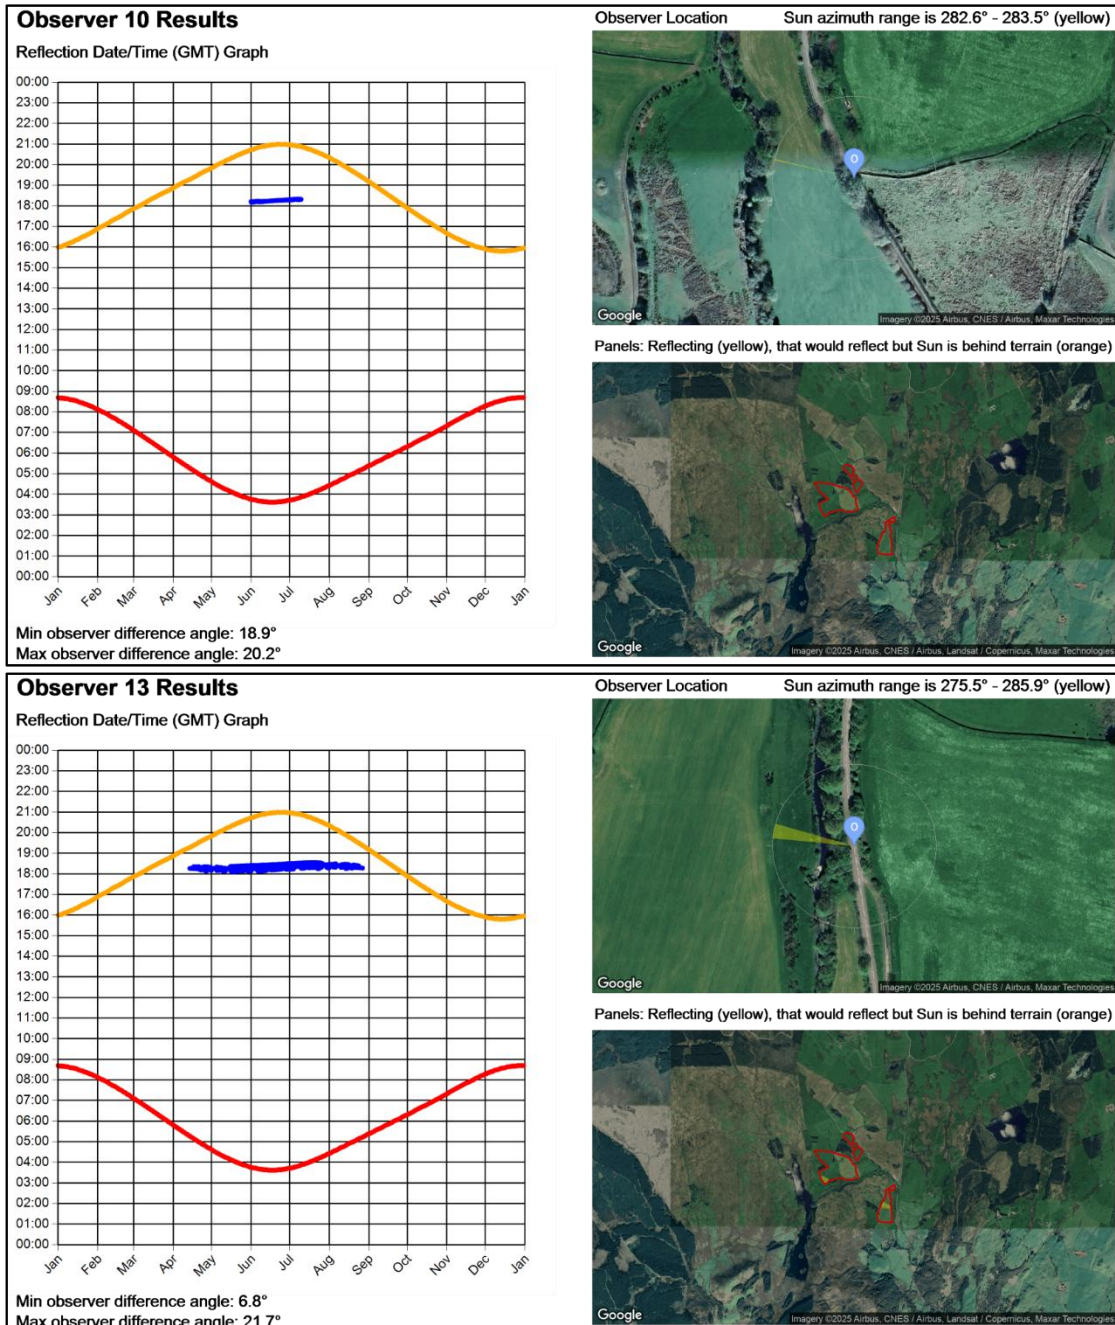 Observer 10 Results
Reflection Date/Time (GMT) Graph
00:00
23:00
22:00
21:00
20:00
19:00
18:00
17:00
16:00
15:00
14:00
13:00
12:00
11:00
10:00
09:00
08:00
07:00
06:00
05:00
04:00
03:00
02:00
01:00
00:00
Jan Feb Mar Apr May Jun Jul Aug Sep Oct Nov Dec Jan
Min observer difference angle: 18.9°
Max observer difference angle: 20.2°
Observer Location Sun azimuth range is 282.6° - 283.5° (yellow)
O
Google
Imagery ©2025 Airbus, CNES / Airbus, Maxar Technologies
Panels: Reflecting (yellow), that would reflect but Sun is behind terrain (orange)
Google
Imagery ©2025 Airbus, CNES / Airbus, Landsat / Copernicus, Maxar Technologies
Observer 13 Results
Reflection Date/Time (GMT) Graph
00:00
23:00
22:00
21:00
20:00
19:00
18:00
17:00
16:00
15:00
14:00
13:00
12:00
11:00
10:00
09:00
08:00
07:00
06:00
05:00
04:00
03:00
02:00
01:00
00:00
Jan Feb Mar Apr May Jun Jul Aug Sep Oct Nov Dec Jan
Min observer difference angle: 6.8°
Max observer difference angle: 21.7°
Observer Location Sun azimuth range is 275.5° - 285.9° (yellow)
O
Google
Imagery ©2025 Airbus, CNES / Airbus, Maxar Technologies
Panels: Reflecting (yellow), that would reflect but Sun is behind terrain (orange)
Google
Imagery ©2025 Airbus, CNES / Airbus, Landsat / Copernicus, Maxar Technologies